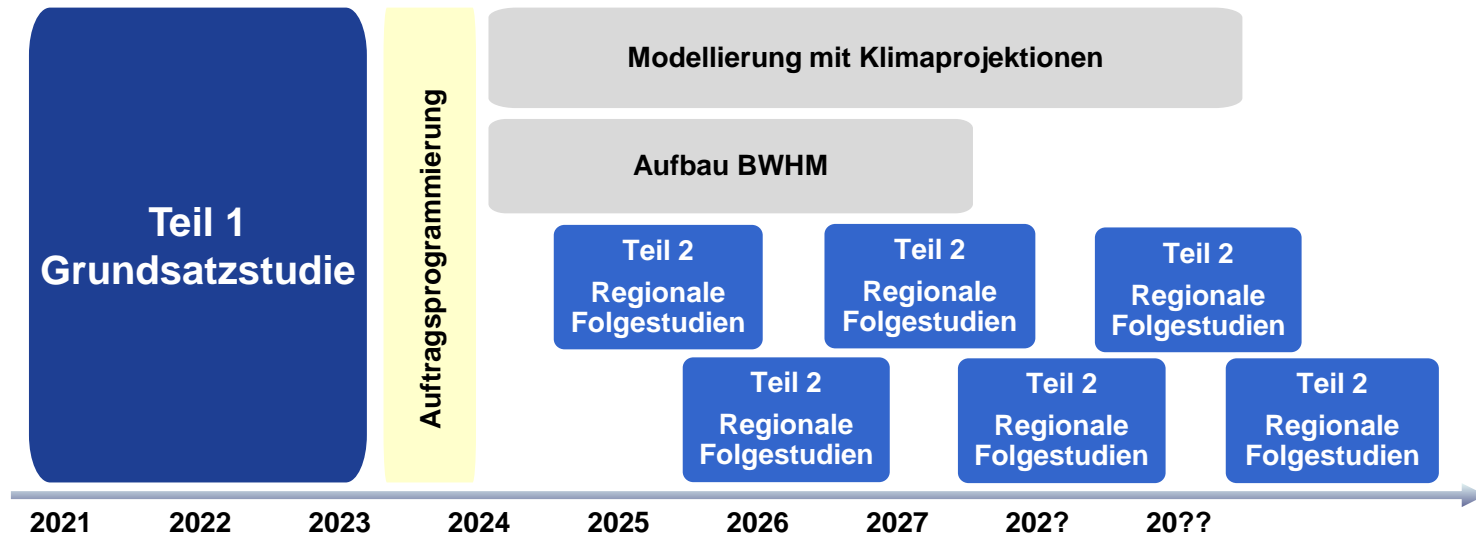 Teil 1
Grundsatzstudie
Auftragsprogrammierung
Modellierung mit Klimaprojektionen
Aufbau BWHM
Teil 2
Regionale
Folgestudien
Teil 2
Regionale
Folgestudien
Teil 2
Regionale
Folgestudien
Teil 2
Regionale
Folgestudien
Teil 2
Regionale
Folgestudien
Teil 2
Regionale
Folgestudien
2021 2022 2023 2024 2025 2026 2027 202? 20??